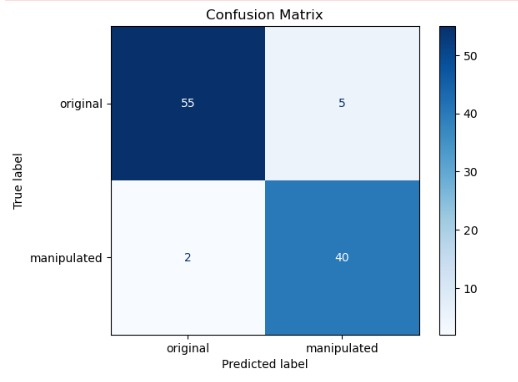 Confusion Matrix
original
55
5
50
40
30
20
10
True label
manipulated
2
40
original
manipulated
Predicted label